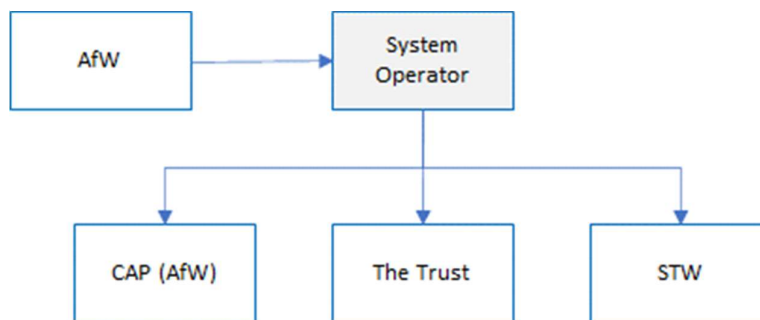 AfW
System
Operator
CAP (AfW)
The Trust
STW